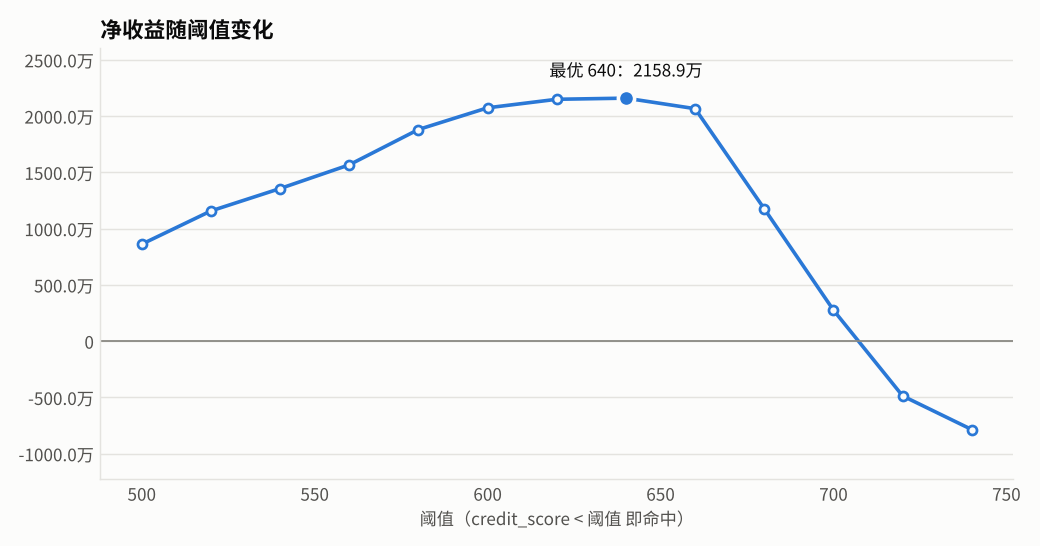 净收益随阈值变化
最优 640：2158.9万
2500.0万
2000.0万
1500.0万
1000.0万
500.0万
0
-500.0万
-1000.0万
500 550 600 650 700 750
阈值（credit_score < 阈值 即命中）